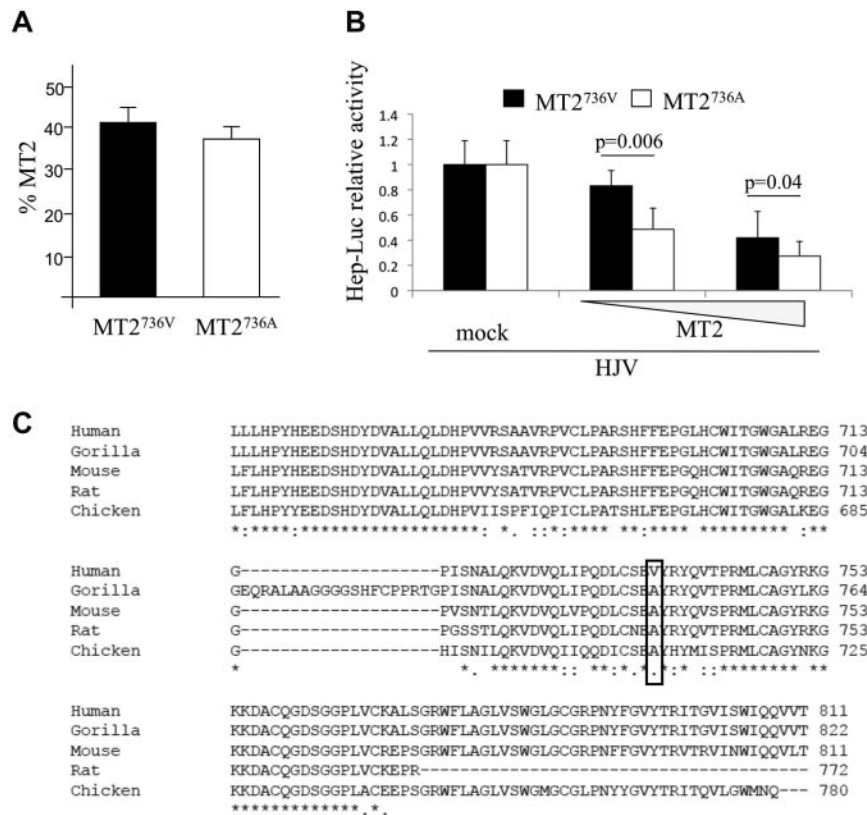 A
% MT2
50
40
30
20
10
MT2736V MT2736A
B
Hep-Luc relative activity
MT2736V MT2736A
1.4
1.2
1
0.8
0.6
0.4
0.2
0
p=0.006
p=0.04
mock MT2
HJV
C
Human LLLHPYHEEDSHDYDVALLQLDHPVVRSAAVRPVCLPARSHFFEPGLHCWITGWGALREG 713
Gorilla LLLHPYHEEDSHDYDVALLQLDHPVVRSAAVRPVCLPARSHFFEPGLHCWITGWGALREG 704
Mouse LFLHPYHEEDSHDYDVALLQLDHPVVYSATVRPVCLPARSHFFEPGQHCWITGWGAQREG 713
Rat LFLHPYYEEDSHDYDVALLQLDHPVVYSATVRPVCLPARSHFFEPGQHCWITGWGAQREG 713
Chicken LFLHPYYEEDSHDYDVALLQLDHPVIISPFIQPICLPATSHLFEPGLHCWITGWGALKEG 685
*:****:******************: *. ::*:**** **:**** ********* :**
Human G--------------------PISNALQKVDVQLIPQDLCSEVYRYQVTPRMLCAGYRKG 753
Gorilla GEQRALAAGGGGSHFCPPRTGPISNALQKVDVQLIPQDLCSEAYRYQVTPRMLCAGYLKG 764
Mouse G--------------------PVSNTLQKVDVQLVPQDLCSEAYRYQVSPRMLCAGYRKG 753
Rat G--------------------PGSSTLQKVDVQLIPQDLCNEAYRYQVTPRMLCAGYRKG 753
Chicken G--------------------HISNILQKVDVQIIQQDICSEAYHYMISPRMLCAGYNKG 725
* *. *******:: **:*.*.*:* ::******** **
Human KKDACQGDSGGPLVCKALSGRWFLAGLVSWGLGCGRPNYFGVYTRITGVISWIQQVVT 811
Gorilla KKDACQGDSGGPLVCKALSGRWFLAGLVSWGLGCGRPNYFGVYTRITGVISWIQQVVT 822
Mouse KKDACQGDSGGPLVCREPSGRWFLAGLVSWGLGCGRPNFFGVYTRVTRVINWIQQVLT 811
Rat KKDACQGDSGGPLVCKEPR--------------------------------------- 772
Chicken KKDACQGDSGGPLACEEPSGRWFLAGLVSWGMGCGLPNYYGVYTRITQVLGWMNQ--- 780
*************.*.